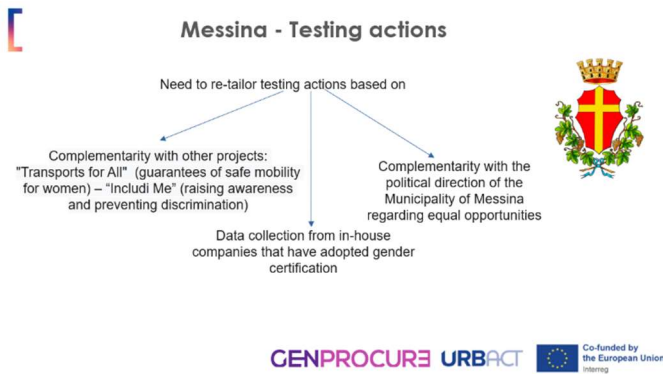 Messina - Testing actions
Need to re-tailor testing actions based on
Complementarity with other projects:
"Transports for All" (guarantees of safe mobility
for women) – “Includi Me” (raising awareness
and preventing discrimination)
Data collection from in-house
companies that have adopted gender
certification
Complementarity with the
political direction of the
Municipality of Messina
regarding equal opportunities
GENPROCURE
URBACT
Co-funded by
the European Union
Interreg